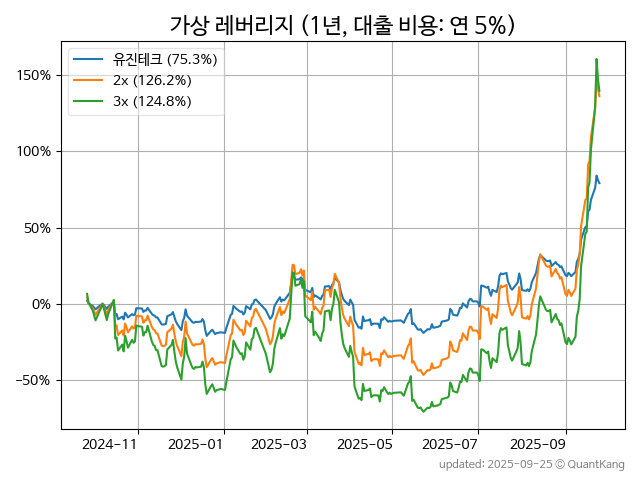 가상 레버리지 (1년, 대출 비용: 연 5%)
유진테크 (75.3%)
2x (126.2%)
3x (124.8%)
150%
100%
50%
0%
−50%
2024-11
2025-01
2025-03
2025-05
2025-07
2025-09
updated: 2025-09-25 © QuantKang